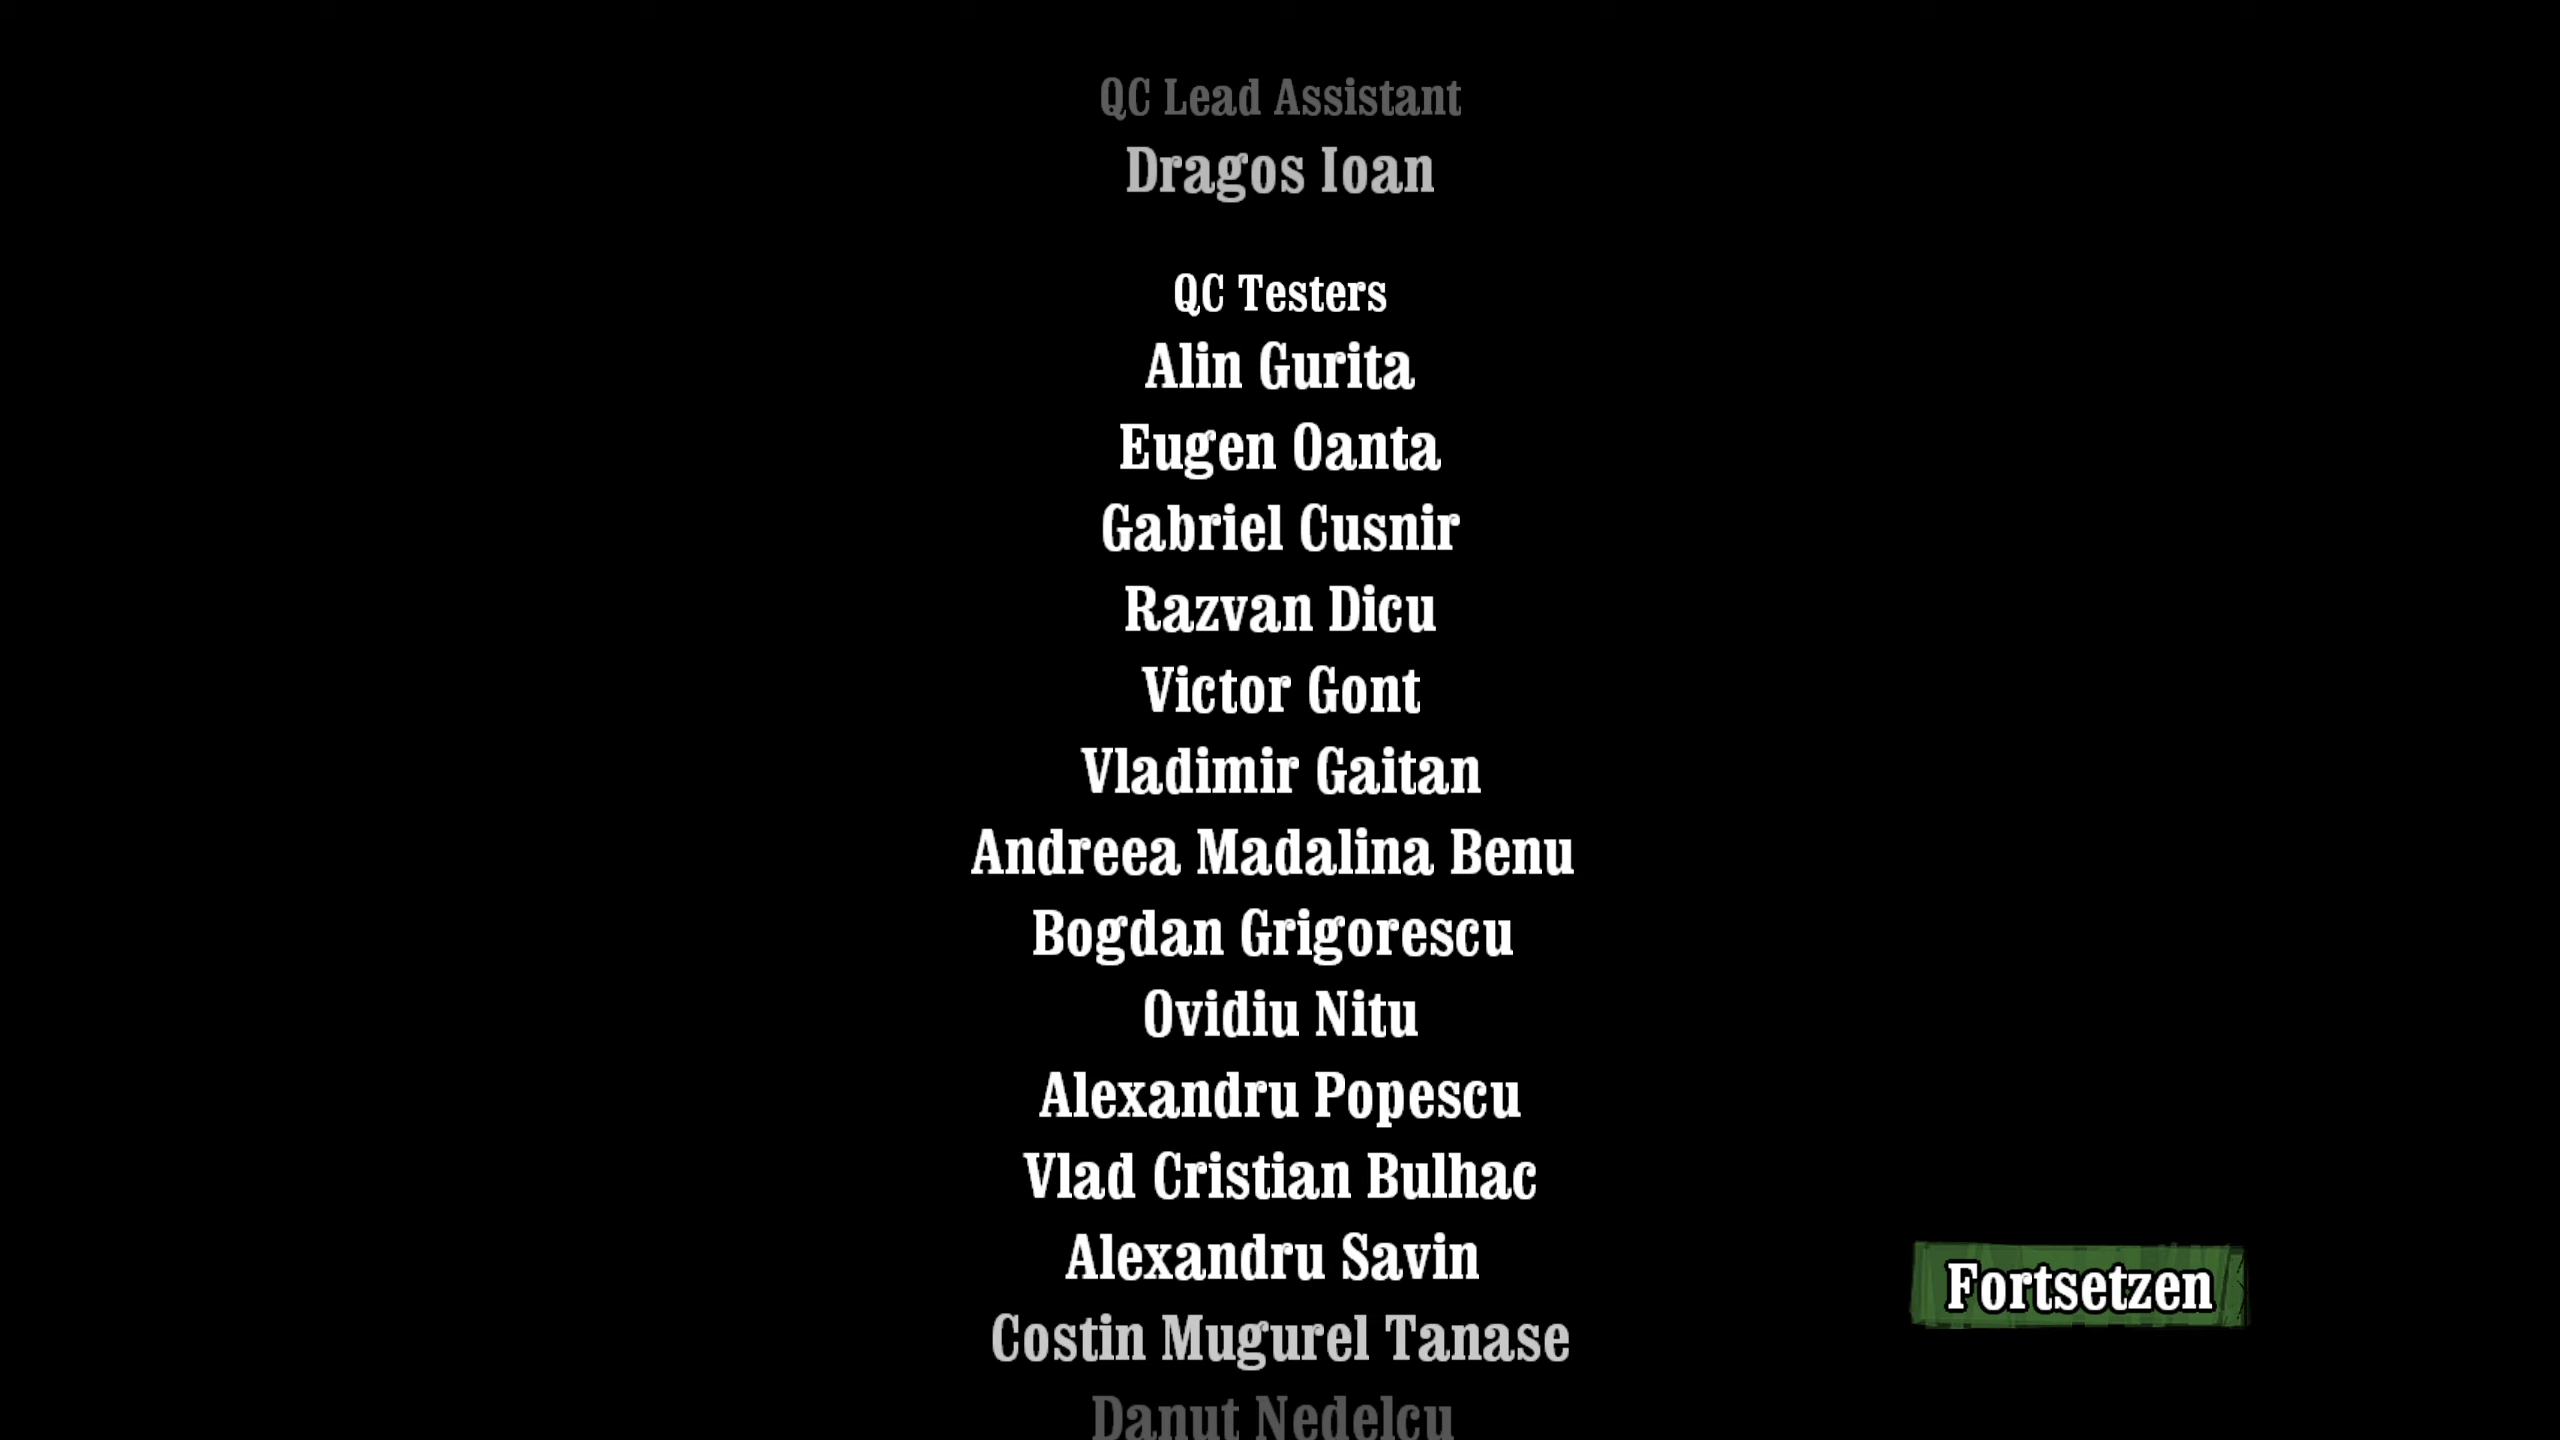 QC Lead Assistant
Dragos Ioan
QC Testers
Alin Gurita
Eugen Oanta
Gabriel Cusnir
Razvan Dicu
Victor Gont
Vladimir Gaitan
Andreea Madalina Benu
Bogdan Grigorescu
Ovidiu Nitu
Alexandru Popescu
Vlad Cristian Bulhac
Alexandru Savin
Costin Mugurel Tanase
Danut Nedelcu
Fortsetzen